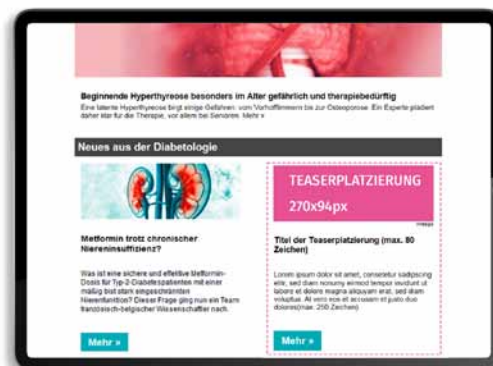 Beginnende Hyperthyreose besonders im Alter gefährlich und therapiebedürftig
Eine latente Hyperthyreose birgt einige Gefahren: vom Vorhofflimmern bis zur Osteoporose. Ein Experte plädiert
daher klar für die Therapie, vor allem bei Senioren. Mehr »
Neues aus der Diabetologie
Metformin trotz chronischer
Niereninsuffizienz?
Was ist eine sichere und effektive Metformin-
Dosis für Typ-2-Diabetespatienten mit einer
mäßig bis stark eingeschränkten
Nierenfunktion? Dieser Frage ging nun ein Team
französisch-belgischer Wissenschaftler nach.
Mehr »
TEASERPLATZIERUNG
270x94px
Titel der Teaserplatzierung (max. 80
Zeichen)
Lorem ipsum dolor sit amet, consetetur sadipscing
elitr, sed diam nonumy eirmod tempor invidunt ut
labore et dolore magna aliquyam erat, sed diam
voluptua. At vero eos et accusam et justo duo
dolores(max. 250 Zeichen)
Mehr »